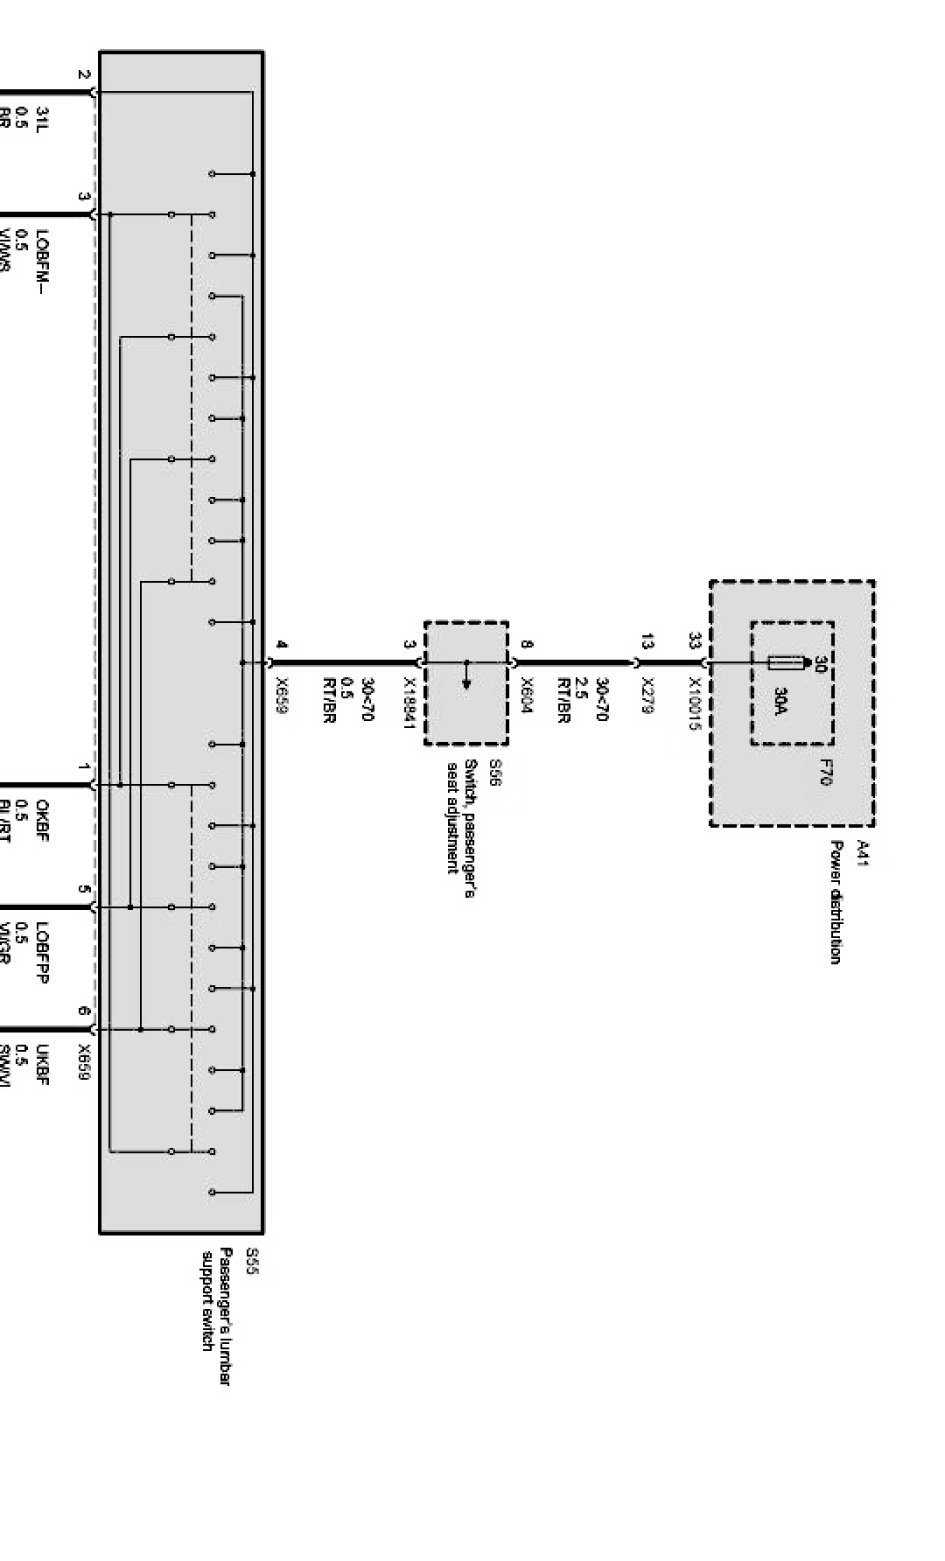 A41
Power distribution
F70
30
30A
33
X10015
13
X279
30<70
2.5
RT/BR
8
X604
S56
Switch, passenger's
seat adjustment
3
X18841
30<70
0.5
RT/BR
4
X659
S55
Passenger's lumbar
support switch
2
3
1
5
6
X659
31L
0.5
BR
LOBFM–
0.5
VI/WS
OKBF
0.5
BL/RT
LOBFPP
0.5
VI/GR
UKBF
0.5
SW/VI